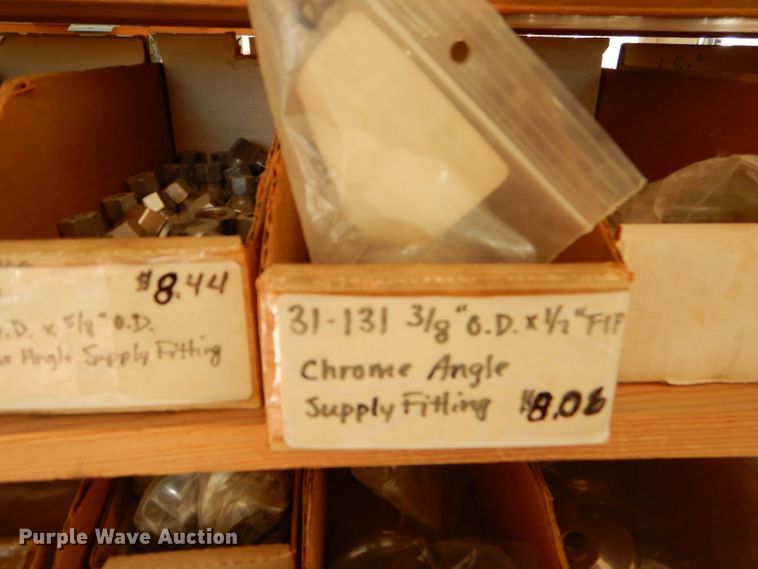 $8.44
.D. x 5/8" O.D.
Angle Supply Fitting
31-131 3/8" O.D. x 1/2" FIP
Chrome Angle
Supply Fitting $8.06
Purple Wave Auction